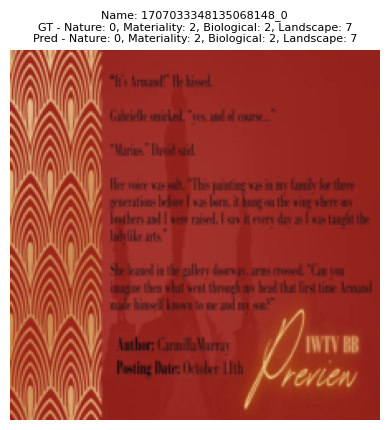 Name: 1707033348135068148_0
GT - Nature: 0, Materiality: 2, Biological: 2, Landscape: 7
Pred - Nature: 0, Materiality: 2, Biological: 2, Landscape: 7
"It's Armand!" He hissed.
Gabrielle smirked, "yes, and of course..."
"Marius," David said.
Her voice was soft, "This painting was in my family for three
generations before I was born, it hung on the wing where my
brothers and I were raised. I saw it every day as I was taught the
ladylike arts."
She leaned in the gallery doorway, arms crossed. "Can you
imagine then what went through my head that first time Armand
made himself known to me and my son?"
Author: CarmillaMurray
Posting Date: October 11th
IWTV BB
Preview